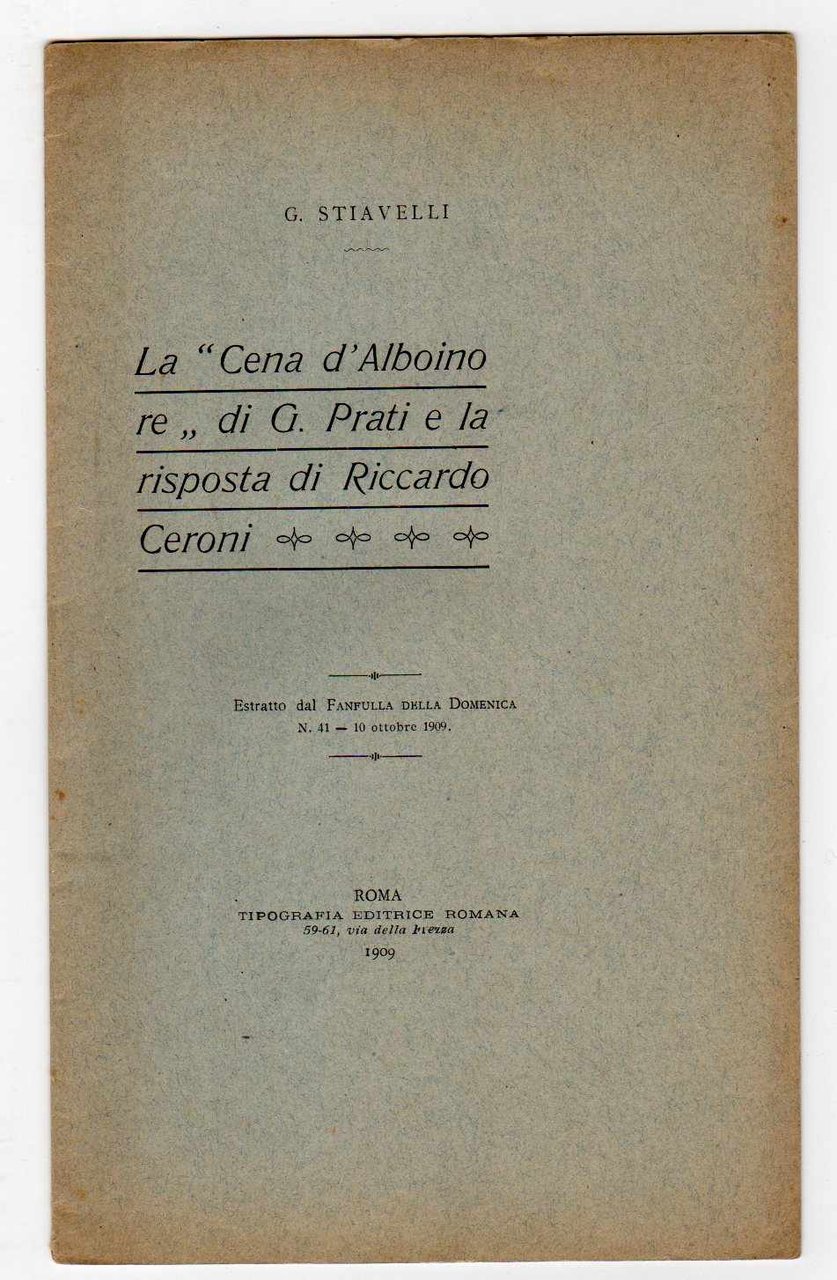 G. STIAVELLI
La “Cena d'Alboino
re „ di G. Prati e la
risposta di Riccardo
Ceroni
Estratto dal FANFULLA DELLA DOMENICA
N. 41 — 10 ottobre 1909.
ROMA
TIPOGRAFIA EDITRICE ROMANA
59-61, via della
1909